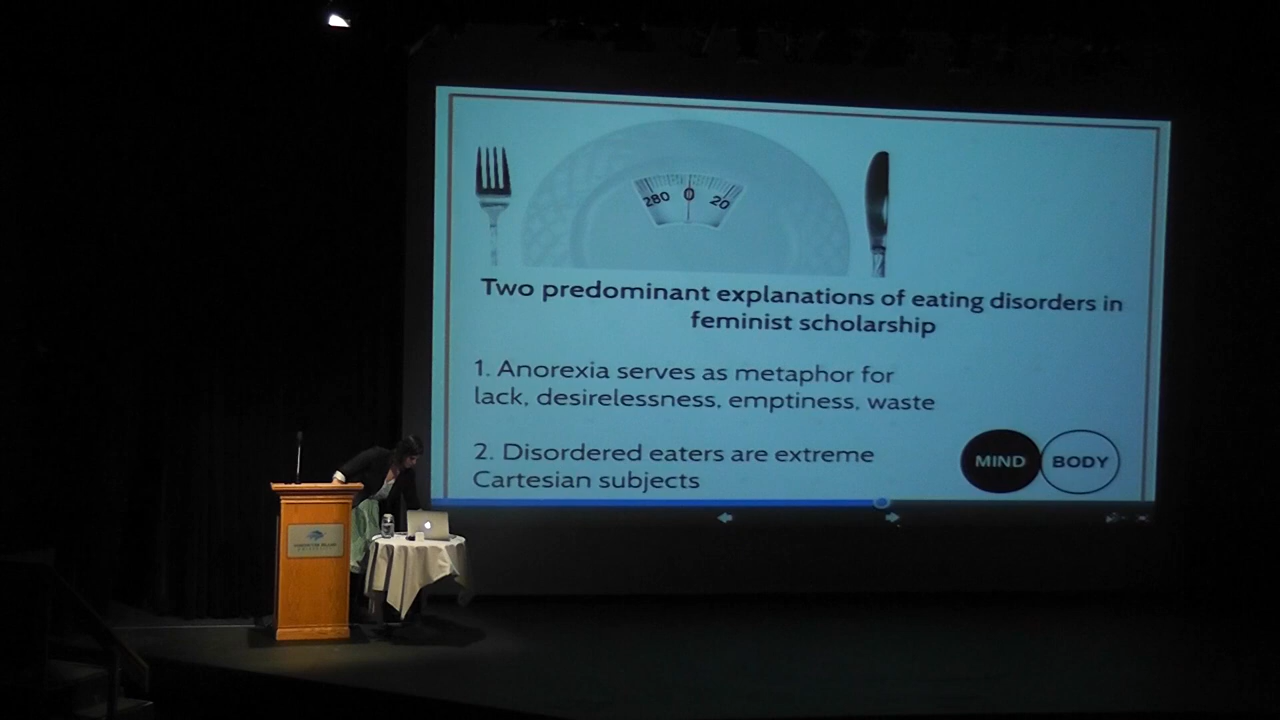 280 0 20
Two predominant explanations of eating disorders in
feminist scholarship
1. Anorexia serves as metaphor for
lack, desirelessness, emptiness, waste
2. Disordered eaters are extreme
Cartesian subjects
MIND BODY